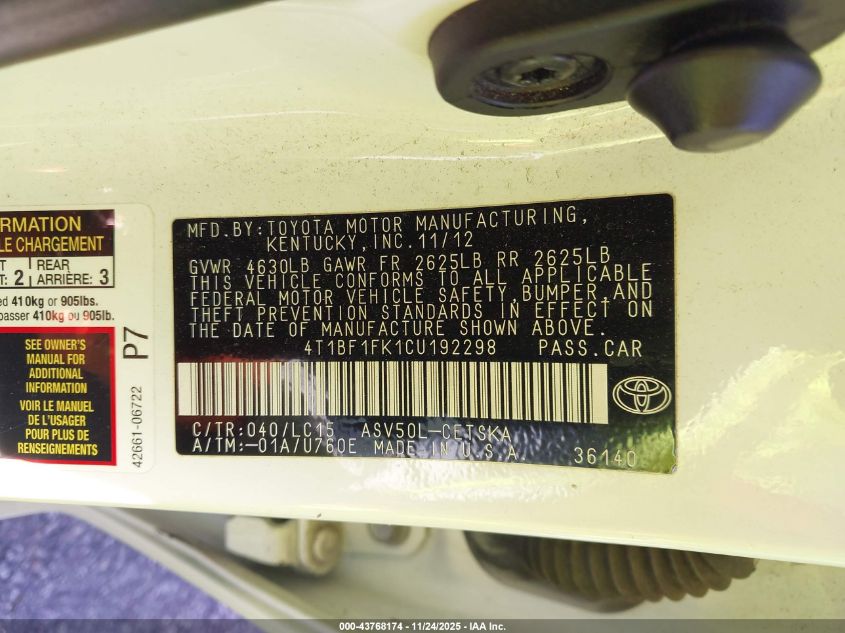 RMATION
LE CHARGEMENT
T REAR
T: 2 ARRIÈRE: 3
ed 410kg or 905lbs.
passer 410kg ou 905lb.
SEE OWNER'S
MANUAL FOR
ADDITIONAL
INFORMATION
VOIR LE MANUEL
DE L'USAGER
POUR PLUS DE
RENSEIGNEMENTS
P7
42661-06722
MFD.BY:TOYOTA MOTOR MANUFACTURING,
KENTUCKY,INC.11/12
GVWR 4630LB GAWR FR 2625LB RR 2625LB
THIS VEHICLE CONFORMS TO ALL APPLICABLE
FEDERAL MOTOR VEHICLE SAFETY,BUMPER,AND
THEFT PREVENTION STANDARDS IN EFFECT ON
THE DATE OF MANUFACTURE SHOWN ABOVE.
4T1BF1FK1CU192298 PASS.CAR
C/TR:040/LC15 ASV50L-CETSKA
A/TM:-01A/U760E MADE IN U.S.A. 36140
000-43768174 - 11/24/2025 - IAA Inc.